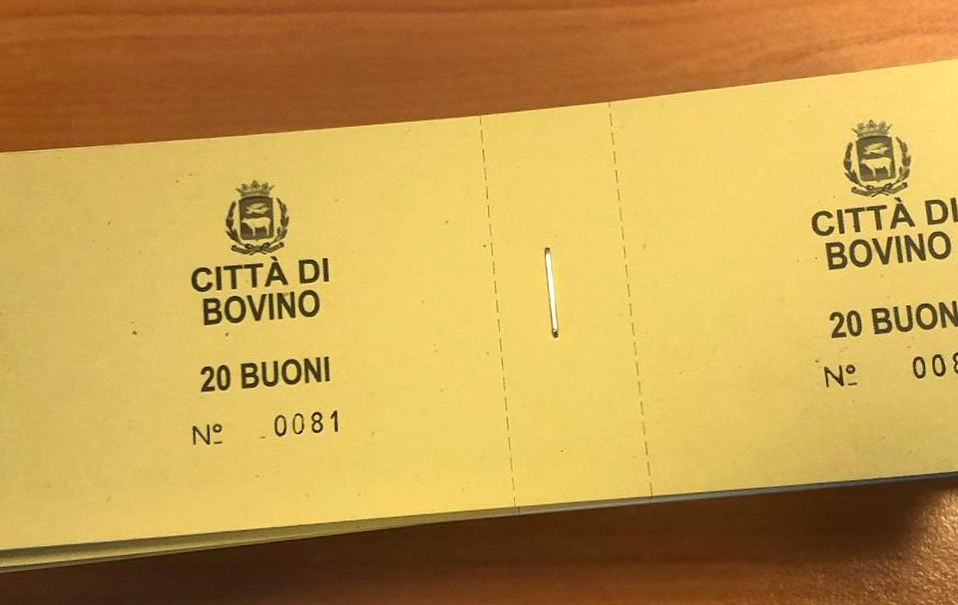 CITTÀ DI
BOVINO
20 BUONI
Nº 0081
CITTÀ DI
BOVINO
20 BUON
Nº 008